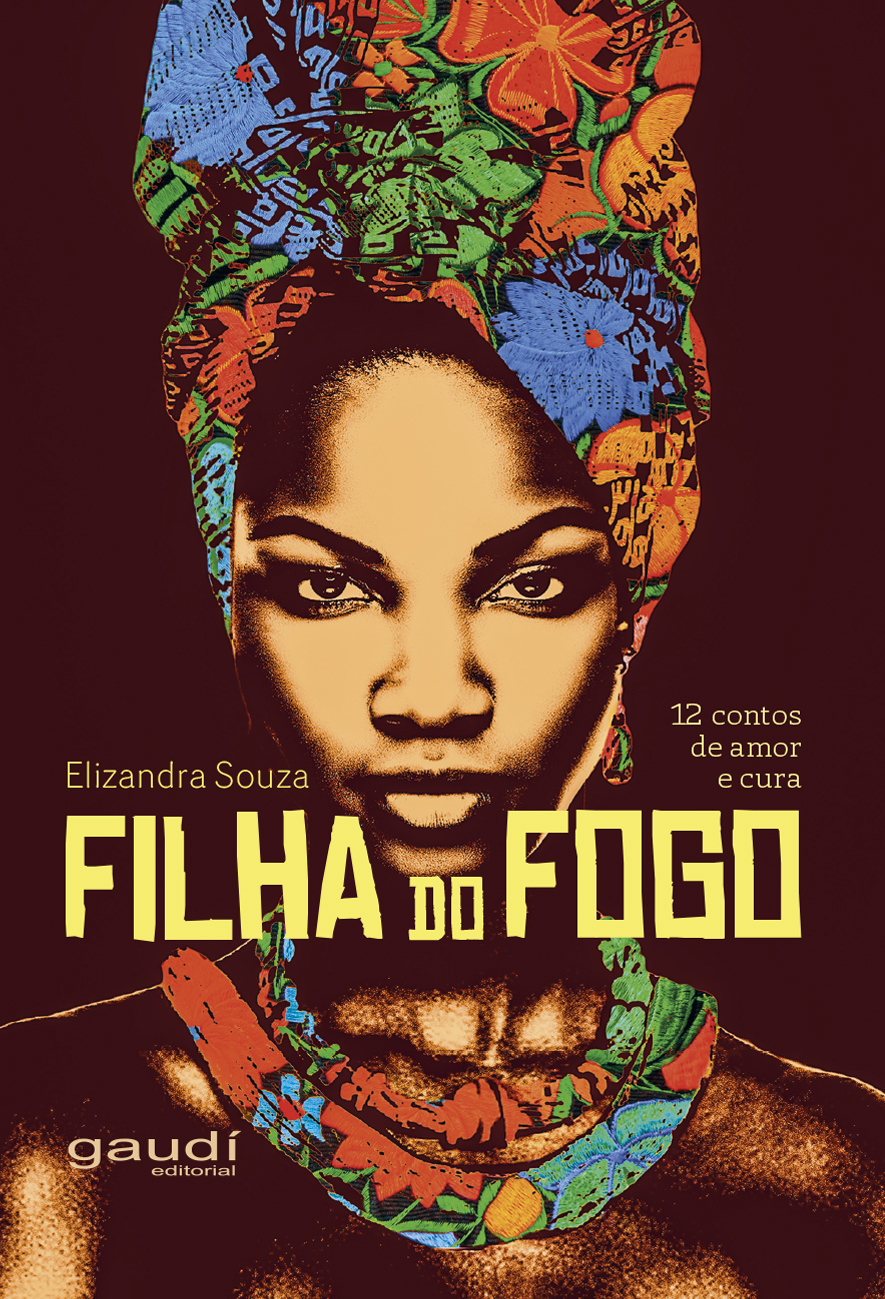 12 contos
de amor
e cura
Elizandra Souza
FILHA DO FOGO
gaudí
editorial